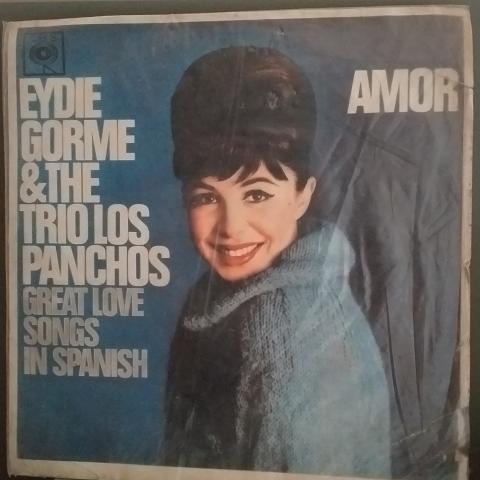 EYDIE
GORME
& THE
TRIO LOS
PANCHOS
GREAT LOVE
SONGS
IN SPANISH
AMOR